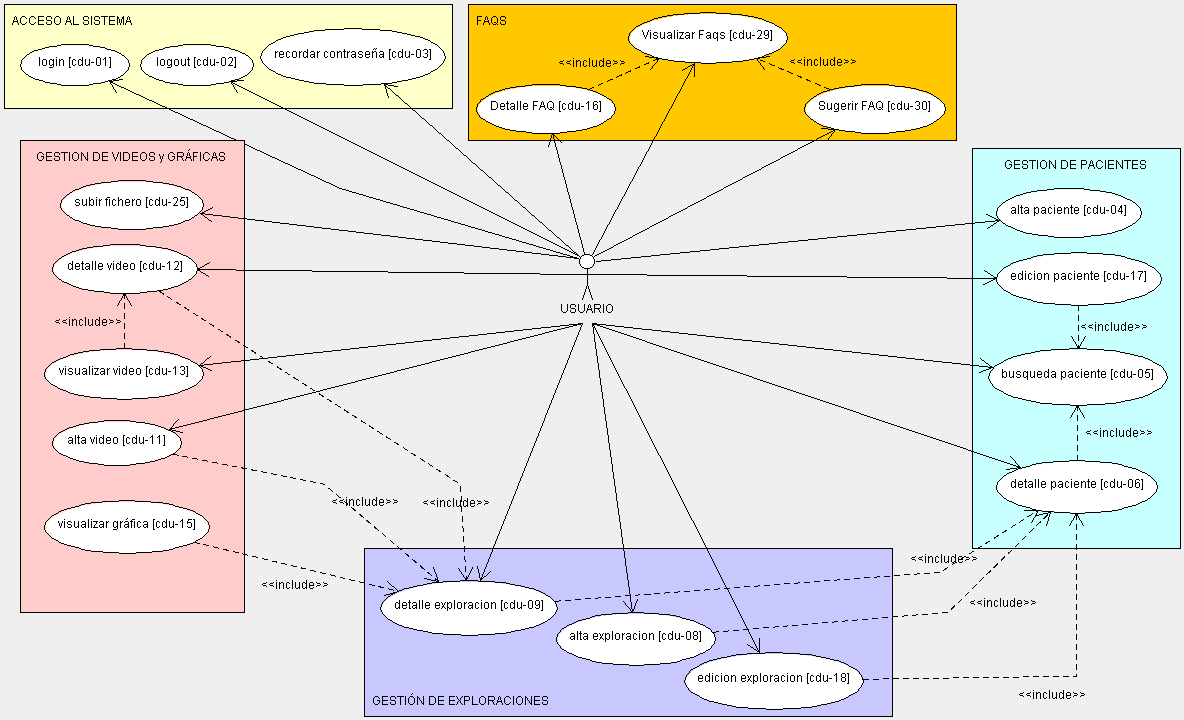 ACCESO AL SISTEMA
login [cdu-01]
logout [cdu-02]
recordar contraseña [cdu-03]
FAQS
Visualizar Faqs [cdu-29]
<<include>>
<<include>>
Detalle FAQ [cdu-16]
Sugerir FAQ [cdu-30]
GESTION DE VIDEOS y GRÁFICAS
subir fichero [cdu-25]
detalle video [cdu-12]
<<include>>
visualizar video [cdu-13]
alta video [cdu-11]
visualizar gráfica [cdu-15]
USUARIO
GESTION DE PACIENTES
alta paciente [cdu-04]
edicion paciente [cdu-17]
<<include>>
busqueda paciente [cdu-05]
<<include>>
detalle paciente [cdu-06]
<<include>>
<<include>>
<<include>>
<<include>>
<<include>>
<<include>>
detalle exploracion [cdu-09]
alta exploracion [cdu-08]
edicion exploracion [cdu-18]
GESTIÓN DE EXPLORACIONES